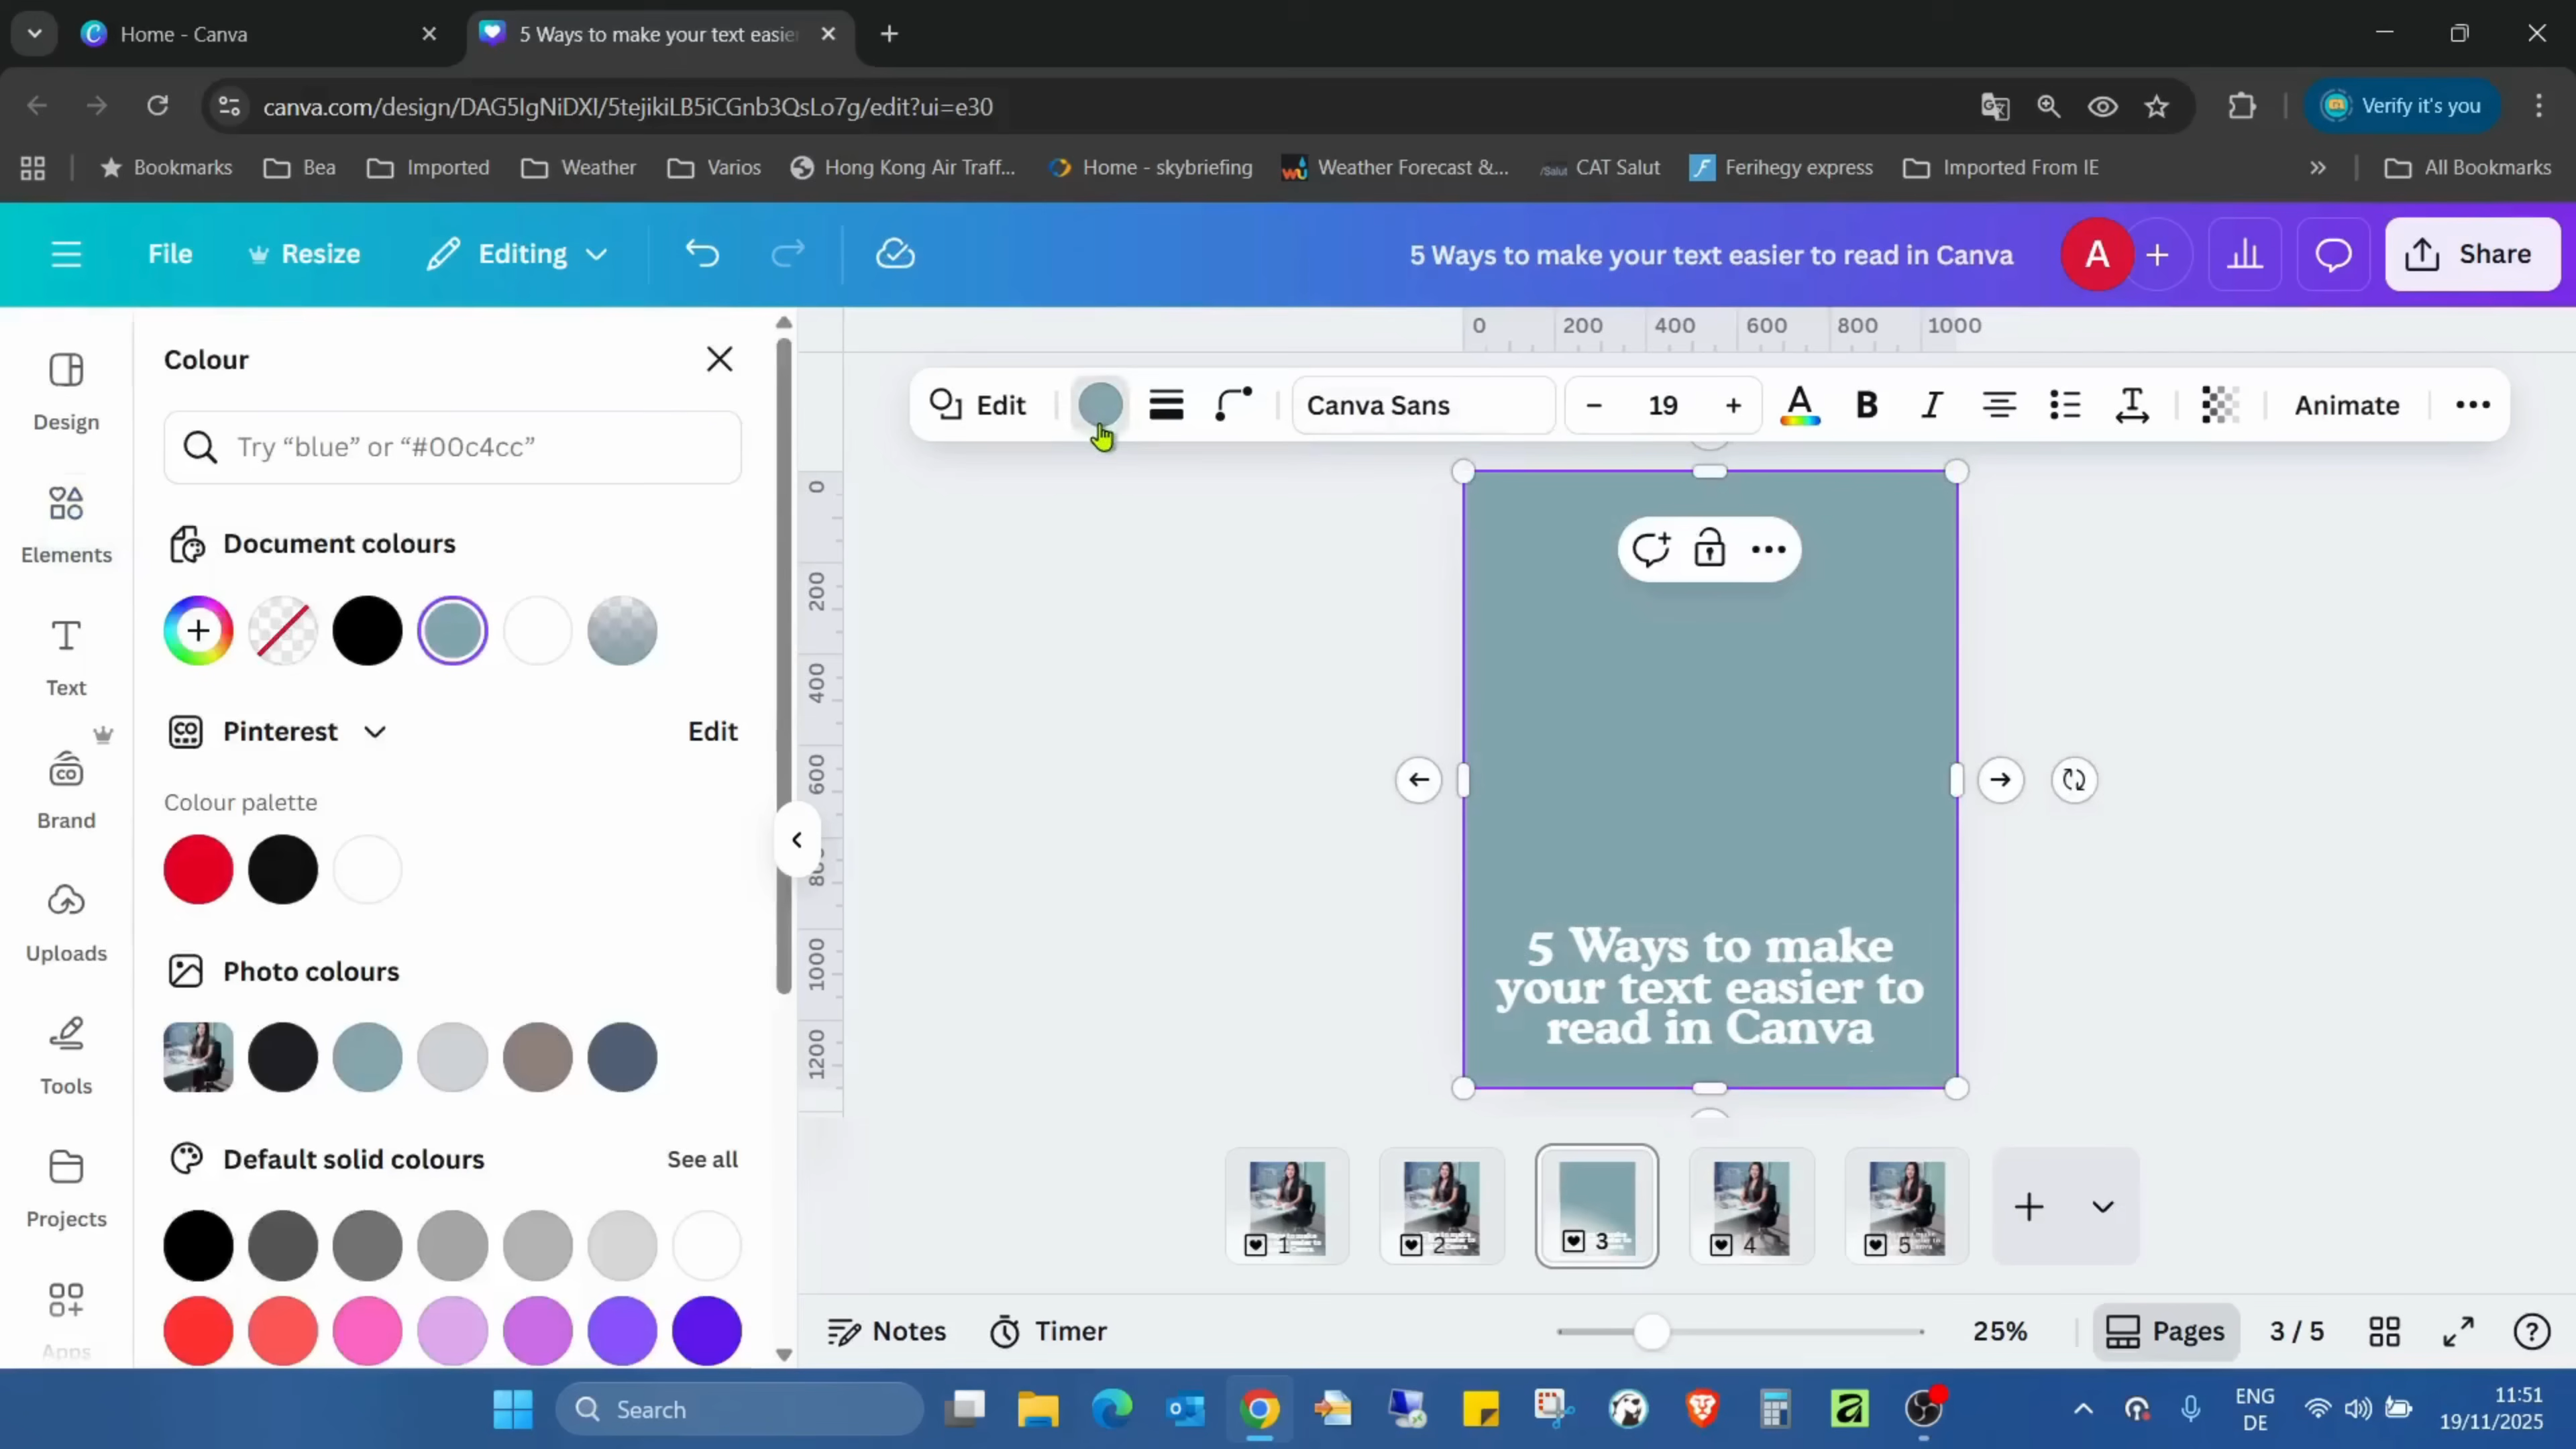 Home - Canva
5 Ways to make your text easie
canva.com/design/DAG5IgNiDXI/5tejikiLB5iCGnb3QsLo7g/edit?ui=e30
Verify it's you
Bookmarks
Bea
Imported
Weather
Varios
Hong Kong Air Traff...
Home - skybriefing
Weather Forecast &...
CAT Salut
Ferihegy express
Imported From IE
All Bookmarks
File
Resize
Editing
5 Ways to make your text easier to read in Canva
A
Share
Design
Elements
Text
Brand
Uploads
Tools
Projects
Apps
Colour
Try “blue” or “#00c4cc”
Document colours
Pinterest
Edit
Colour palette
Photo colours
Default solid colours
See all
0 200 400 600 800 1000
Edit
Canva Sans
19
Animate
0
200
400
600
1000
1200
5 Ways to make
your text easier to
read in Canva
1
2
3
4
5
Notes
Timer
25%
Pages
3 / 5
Search
ENG
DE
11:51
19/11/2025